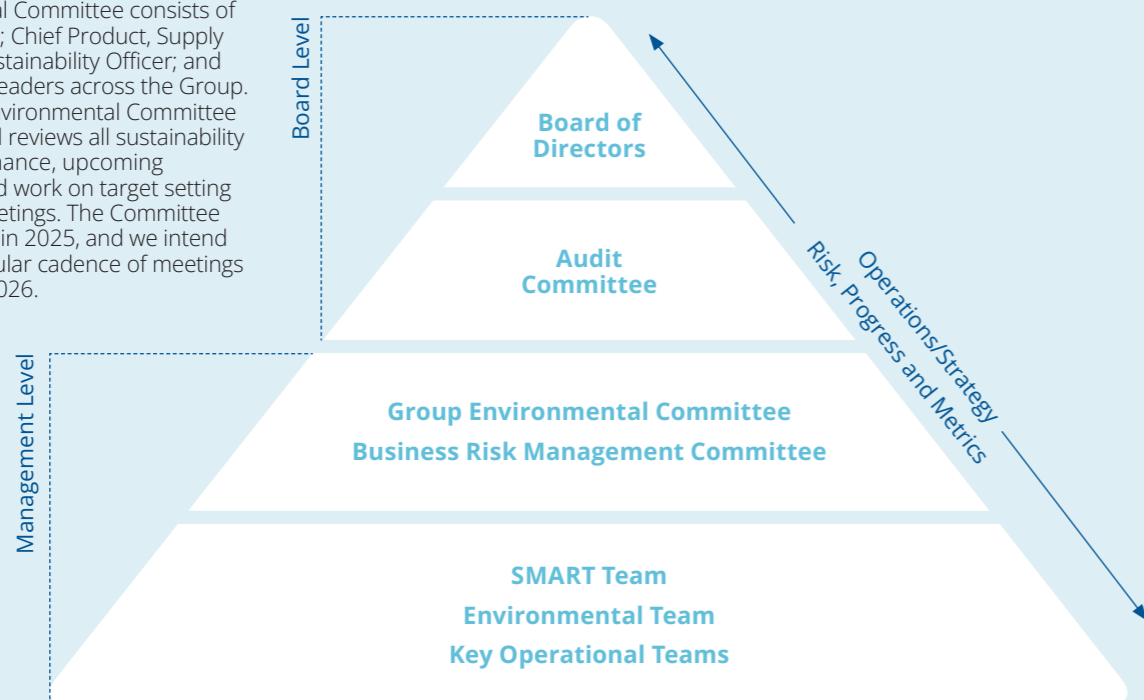 al Committee consists of
; Chief Product, Supply
stainability Officer; and
eaders across the Group.
vironmental Committee
l reviews all sustainability
ance, upcoming
d work on target setting
etings. The Committee
in 2025, and we intend
ular cadence of meetings
026.
Board Level
Board of
Directors
Audit
Committee
Operations/Strategy
Risk, Progress and Metrics
Management Level
Group Environmental Committee
Business Risk Management Committee
SMART Team
Environmental Team
Key Operational Teams